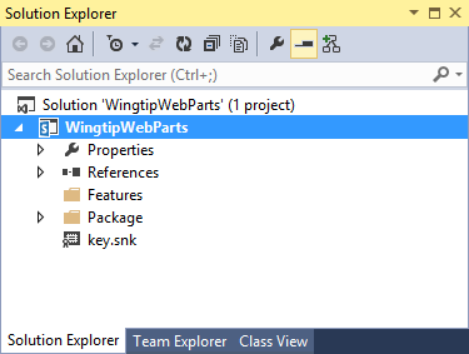 Solution Explorer
Search Solution Explorer (Ctrl+;)
Solution 'WingtipWebParts' (1 project)
WingtipWebParts
Properties
References
Features
Package
key.snk
Solution Explorer Team Explorer Class View